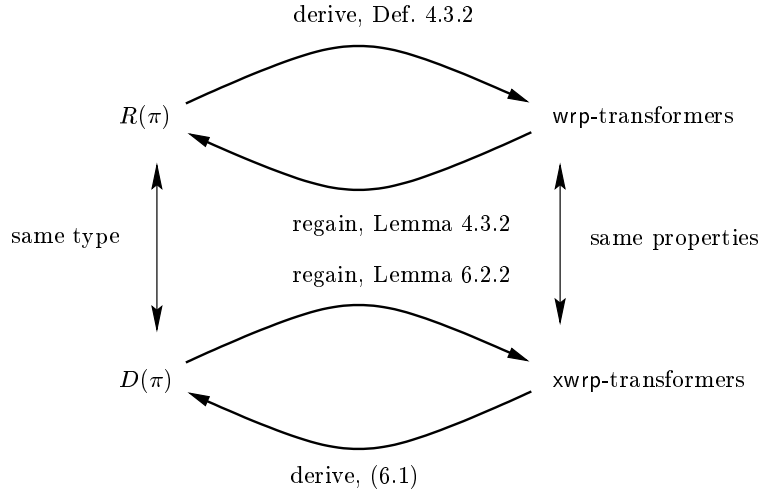 derive, Def. 4.3.2
R(π)
wrp-transformers
regain, Lemma 4.3.2
same type
same properties
regain, Lemma 6.2.2
D(π)
xwrp-transformers
derive, (6.1)